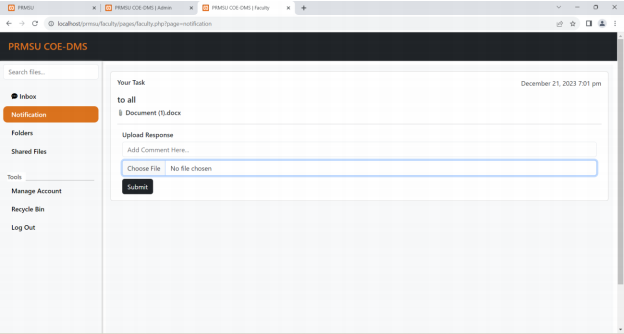 PRMSU
PRMSU COE-DMS | Admin
PRMSU COE-DMS | Faculty
localhost/prmsu/faculty/pages/faculty.php?page=notification
PRMSU COE-DMS
Search files...
Inbox
Notification
Folders
Shared Files
Tools
Manage Account
Recycle Bin
Log Out
Your Task
December 21, 2023 7:01 pm
to all
Document (1).docx
Upload Response
Add Comment Here...
Choose File No file chosen
Submit